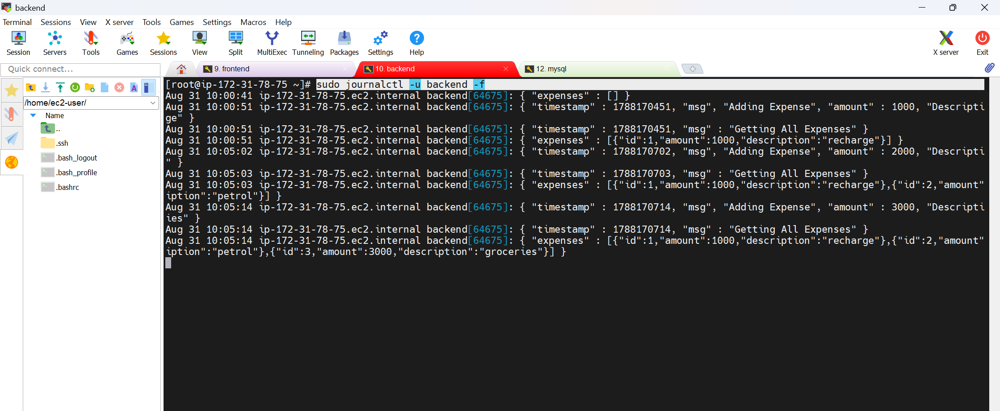 backend
Terminal Sessions View X server Tools Games Settings Macros Help
Session Servers Tools Games Sessions View Split MultiExec Tunneling Packages Settings Help X server Exit
Quick connect...
9. frontend
10. backend
12. mysql
/home/ec2-user/
Name
..
.ssh
.bash_logout
.bash_profile
.bashrc
[root@ip-172-31-78-75 ~]# sudo journalctl -u backend -f
Aug 31 10:00:41 ip-172-31-78-75.ec2.internal backend[64675]: { "expenses" : [] }
Aug 31 10:00:51 ip-172-31-78-75.ec2.internal backend[64675]: { "timestamp" : 1788170451, "msg", "Adding Expense", "amount" : 1000, "Descripti
ge" }
Aug 31 10:00:51 ip-172-31-78-75.ec2.internal backend[64675]: { "timestamp" : 1788170451, "msg" : "Getting All Expenses" }
Aug 31 10:00:51 ip-172-31-78-75.ec2.internal backend[64675]: { "expenses" : [{"id":1,"amount":1000,"description":"recharge"}] }
Aug 31 10:05:02 ip-172-31-78-75.ec2.internal backend[64675]: { "timestamp" : 1788170702, "msg", "Adding Expense", "amount" : 2000, "Descripti
" }
Aug 31 10:05:03 ip-172-31-78-75.ec2.internal backend[64675]: { "timestamp" : 1788170703, "msg" : "Getting All Expenses" }
Aug 31 10:05:03 ip-172-31-78-75.ec2.internal backend[64675]: { "expenses" : [{"id":1,"amount":1000,"description":"recharge"},{"id":2,"amount"
iption":"petrol"}] }
Aug 31 10:05:14 ip-172-31-78-75.ec2.internal backend[64675]: { "timestamp" : 1788170714, "msg", "Adding Expense", "amount" : 3000, "Descripti
ies" }
Aug 31 10:05:14 ip-172-31-78-75.ec2.internal backend[64675]: { "timestamp" : 1788170714, "msg" : "Getting All Expenses" }
Aug 31 10:05:14 ip-172-31-78-75.ec2.internal backend[64675]: { "expenses" : [{"id":1,"amount":1000,"description":"recharge"},{"id":2,"amount"
iption":"petrol"},{"id":3,"amount":3000,"description":"groceries"}] }